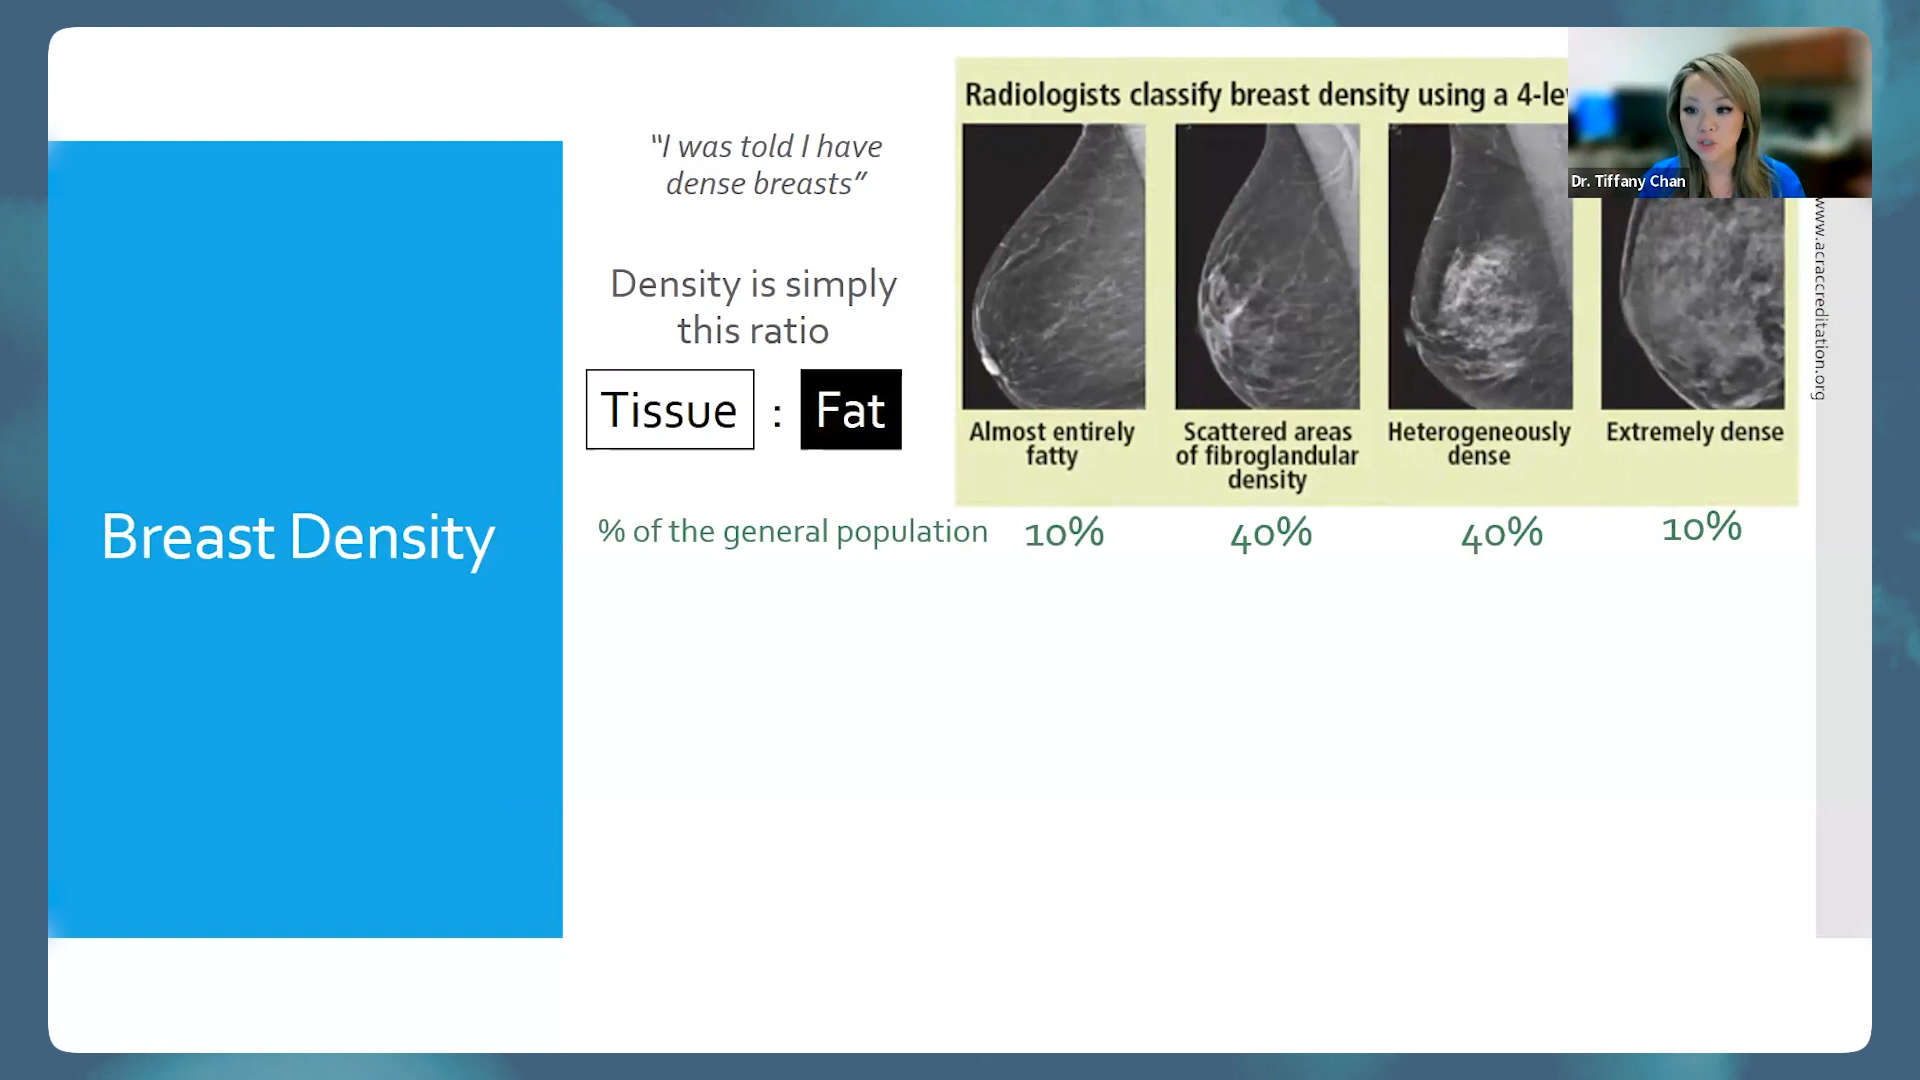 Breast Density
“I was told I have
dense breasts”
Density is simply
this ratio
Tissue : Fat
Radiologists classify breast density using a 4-le
Almost entirely
fatty
Scattered areas
of fibroglandular
density
Heterogeneously
dense
Extremely dense
% of the general population 10% 40% 40% 10%
Dr. Tiffany Chan
www.acraccreditation.org